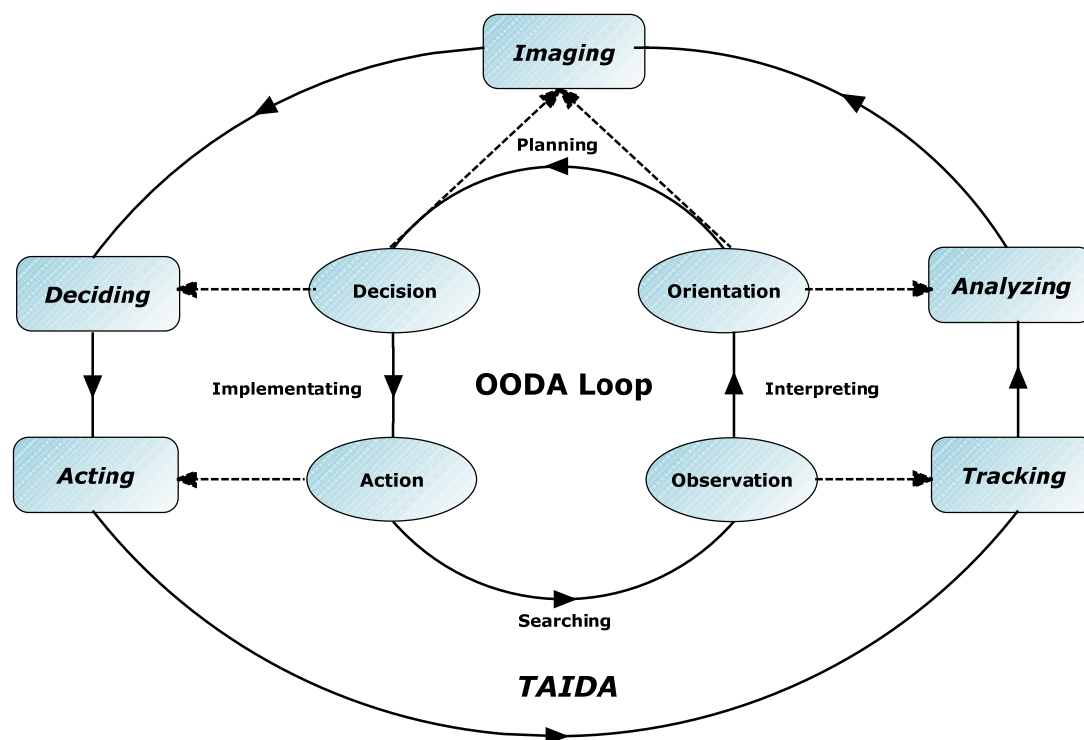 Imaging
Planning
Deciding
Decision
Orientation
Analyzing
Implementating
OODA Loop
Interpreting
Acting
Action
Observation
Tracking
Searching
TAIDA